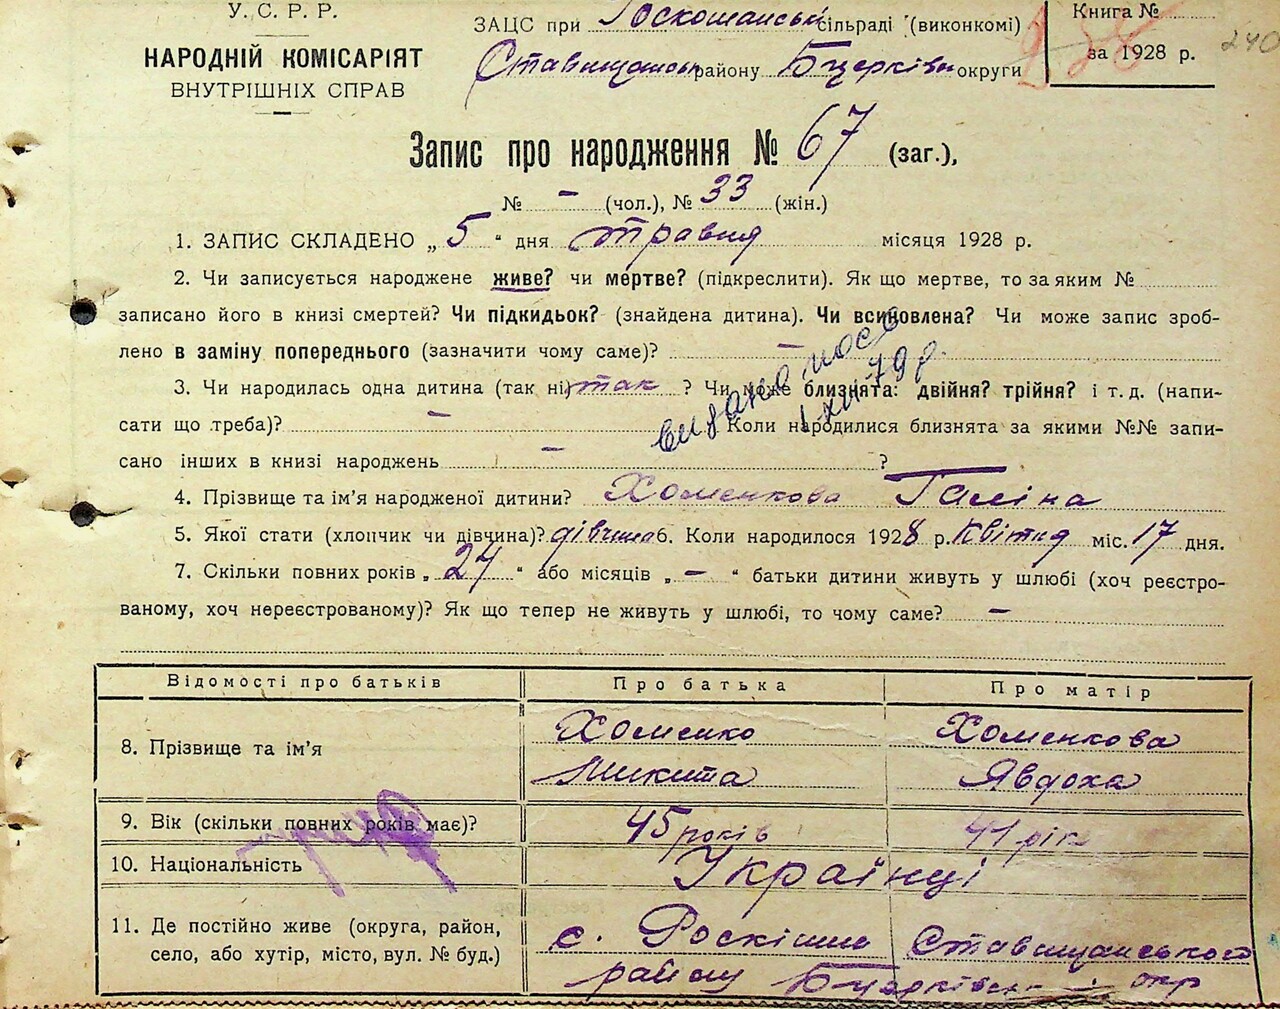 У. С. Р. Р.
НАРОДНІЙ КОМІСАРІЯТ
ВНУТРІШНІХ СПРАВ
ЗАЦС при Роскошанськ сільраді (виконкомі)
Ставищанськ району Бцерківськ округи
Книга №
за 1928 р.
240
Запис про народження № 67 (заг.),
№ – (чол.), № 33 (жін.)
1. ЗАПИС СКЛАДЕНО „ 5 “ дня травня місяця 1928 р.
2. Чи записується народжене живе? чи мертве? (підкреслити). Як що мертве, то за яким №
записано його в книзі смертей? Чи підкидьок? (знайдена дитина). Чи всиновлена? Чи може запис зроб-
лено в заміну попереднього (зазначити чому саме)? –
3. Чи народилась одна дитина (так ні) так ? Чи може близнята: двійня? трійня? і т. д. (напи-
сати що треба)? – Коли народилися близнята за якими №№ запи-
сано інших в книзі народжень – ?
видано 79 р.
4. Прізвище та ім’я народженої дитини? Хоменкова Галіна
5. Якої стати (хлопчик чи дівчина)? дівчина 6. Коли народилося 1928 р. Квітня міс. 17 дня.
7. Скільки повних років „ 24 “ або місяців „ – “ батьки дитини живуть у шлюбі (хоч реєстро-
ваному, хоч нереєстрованому)? Як що тепер не живуть у шлюбі, то чому саме? –
Відомості про батьків Про батька Про матір
8. Прізвище та ім’я Хоменко Микита Хоменкова Явдоха
9. Вік (скільки повних років має)? 45 років 41 рік
10. Національність Українці
11. Де постійно живе (округа, район,
село, або хутір, місто, вул. № буд.)
с. Роскішна Ставищанського
району Бцерківськ окр